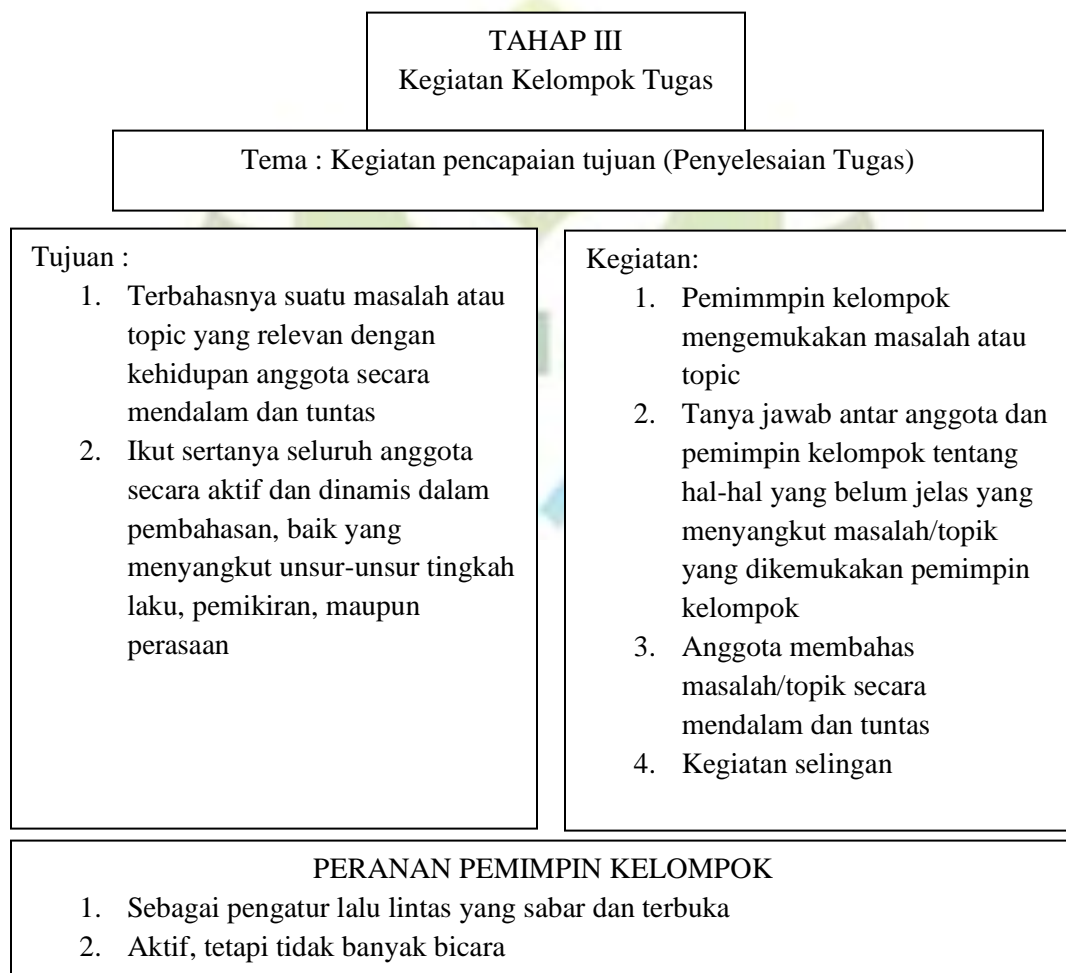 TAHAP III
Kegiatan Kelompok Tugas
Tema : Kegiatan pencapaian tujuan (Penyelesaian Tugas)
Tujuan :
1. Terbahasnya suatu masalah atau
topic yang relevan dengan
kehidupan anggota secara
mendalam dan tuntas
2. Ikut sertanya seluruh anggota
secara aktif dan dinamis dalam
pembahasan, baik yang
menyangkut unsur-unsur tingkah
laku, pemikiran, maupun
perasaan
Kegiatan:
1. Pemimmpin kelompok
mengemukakan masalah atau
topic
2. Tanya jawab antar anggota dan
pemimpin kelompok tentang
hal-hal yang belum jelas yang
menyangkut masalah/topik
yang dikemukakan pemimpin
kelompok
3. Anggota membahas
masalah/topik secara
mendalam dan tuntas
4. Kegiatan selingan
PERANAN PEMIMPIN KELOMPOK
1. Sebagai pengatur lalu lintas yang sabar dan terbuka
2. Aktif, tetapi tidak banyak bicara